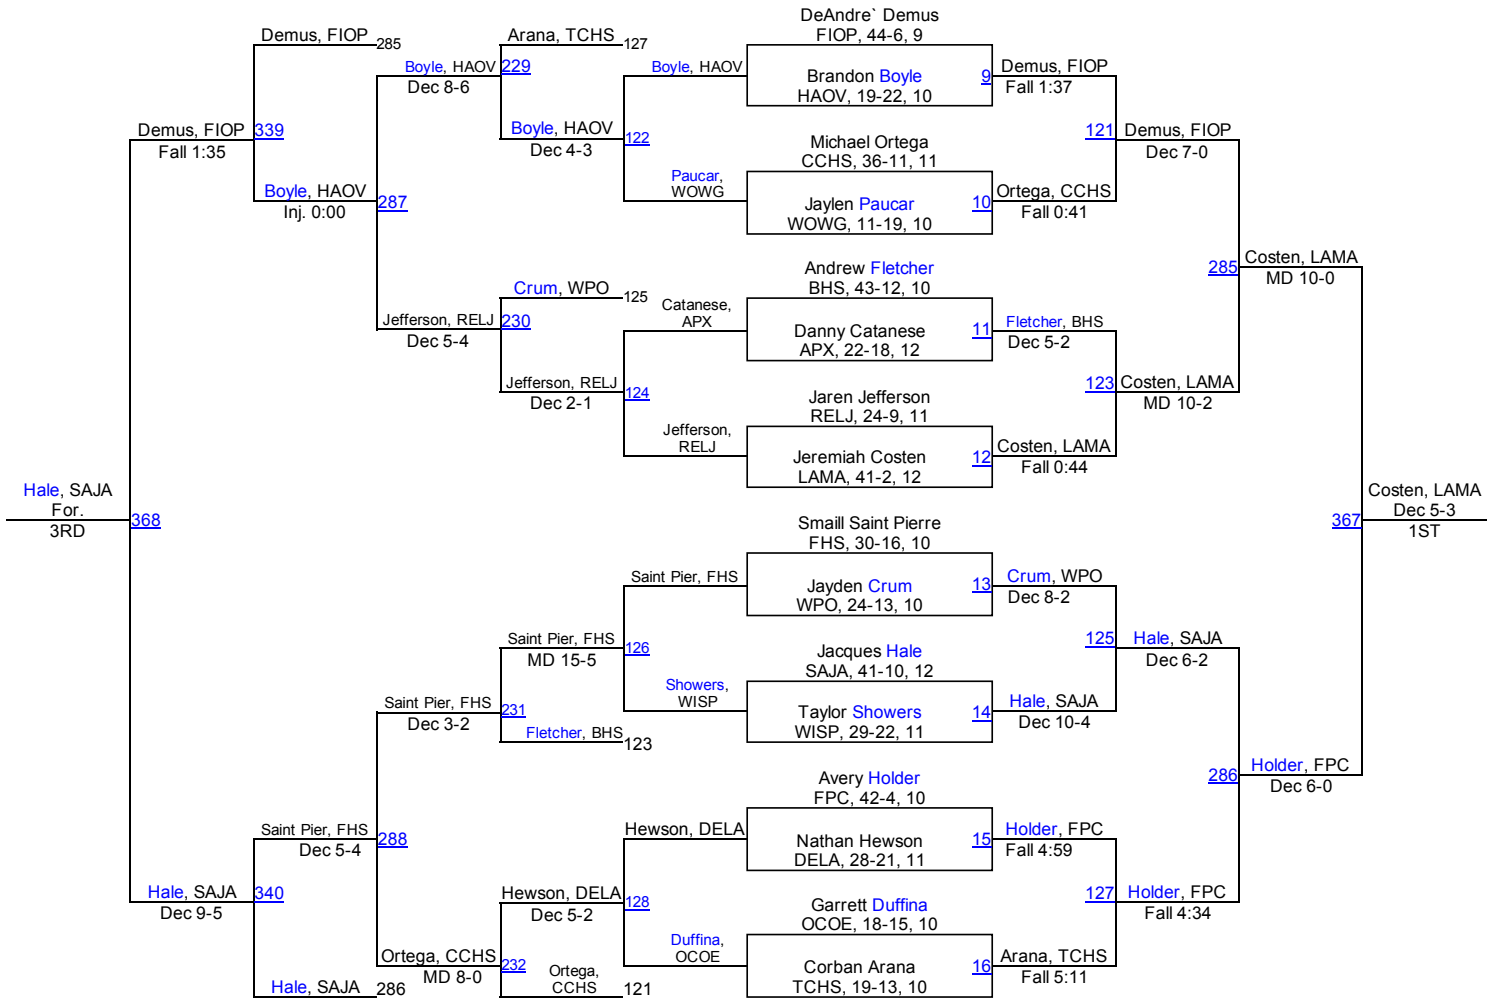 DeAndre` Demus
FIOP, 44-6, 9
Demus, FIOP
285
Arana, TCHS
127
Boyle, HAOV
229
Dec 8-6
Boyle, HAOV
Brandon Boyle
HAOV, 19-22, 10
9
Demus, FIOP
Fall 1:37
Demus, FIOP
Fall 1:35
339
Boyle, HAOV
Dec 4-3
122
Michael Ortega
CCHS, 36-11, 11
121
Demus, FIOP
Dec 7-0
Boyle, HAOV
Inj. 0:00
287
Paucar,
WOWG
Jaylen Paucar
WOWG, 11-19, 10
10
Ortega, CCHS
Fall 0:41
Andrew Fletcher
BHS, 43-12, 10
285
Costen, LAMA
MD 10-0
Crum, WPO
125
Jefferson, RELJ
230
Dec 5-4
Catanese,
APX
Danny Catanese
APX, 22-18, 12
11
Fletcher, BHS
Dec 5-2
Jefferson, RELJ
Dec 2-1
124
Jaren Jefferson
RELJ, 24-9, 11
123
Costen, LAMA
MD 10-2
Jefferson,
RELJ
Jeremiah Costen
LAMA, 41-2, 12
12
Costen, LAMA
Fall 0:44
Hale, SAJA
For.
3RD
368
Smaill Saint Pierre
FHS, 30-16, 10
367
Costen, LAMA
Dec 5-3
1ST
Saint Pier, FHS
Jayden Crum
WPO, 24-13, 10
13
Crum, WPO
Dec 8-2
Saint Pier, FHS
MD 15-5
126
Jacques Hale
SAJA, 41-10, 12
125
Hale, SAJA
Dec 6-2
Saint Pier, FHS
Dec 3-2
231
Showers,
WISP
Taylor Showers
WISP, 29-22, 11
14
Hale, SAJA
Dec 10-4
Fletcher, BHS
123
Avery Holder
FPC, 42-4, 10
286
Holder, FPC
Dec 6-0
Saint Pier, FHS
Dec 5-4
288
Hewson, DELA
Nathan Hewson
DELA, 28-21, 11
15
Holder, FPC
Fall 4:59
Hale, SAJA
Dec 9-5
340
Hewson, DELA
Dec 5-2
128
Garrett Duffina
OCOE, 18-15, 10
127
Holder, FPC
Fall 4:34
Ortega, CCHS
MD 8-0
232
Duffina,
OCOE
Corban Arana
TCHS, 19-13, 10
16
Arana, TCHS
Fall 5:11
Hale, SAJA
286
Ortega,
CCHS
121